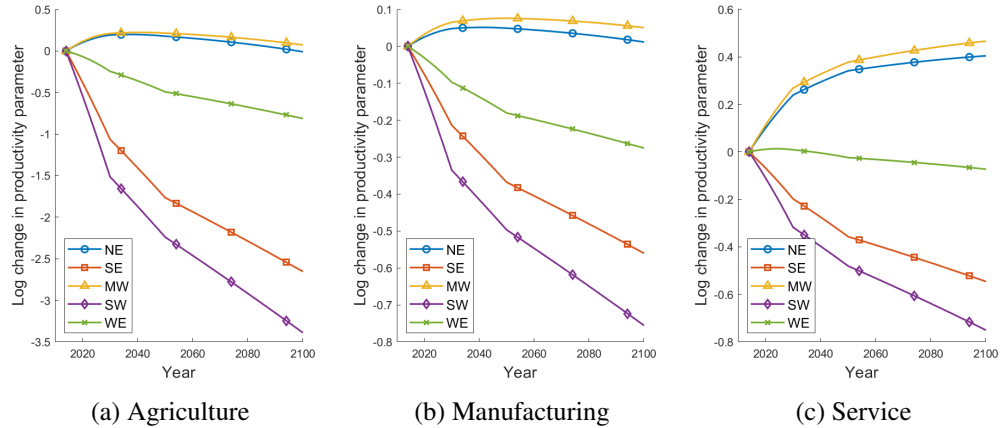 Log change in productivity parameter
0.5
0
-0.5
-1
-1.5
-2
-2.5
-3
-3.5
NE
SE
MW
SW
WE
2020 2040 2060 2080 2100
Year
(a) Agriculture
Log change in productivity parameter
0.1
0
-0.1
-0.2
-0.3
-0.4
-0.5
-0.6
-0.7
-0.8
NE
SE
MW
SW
WE
2020 2040 2060 2080 2100
Year
(b) Manufacturing
Log change in productivity parameter
0.6
0.4
0.2
0
-0.2
-0.4
-0.6
-0.8
NE
SE
MW
SW
WE
2020 2040 2060 2080 2100
Year
(c) Service